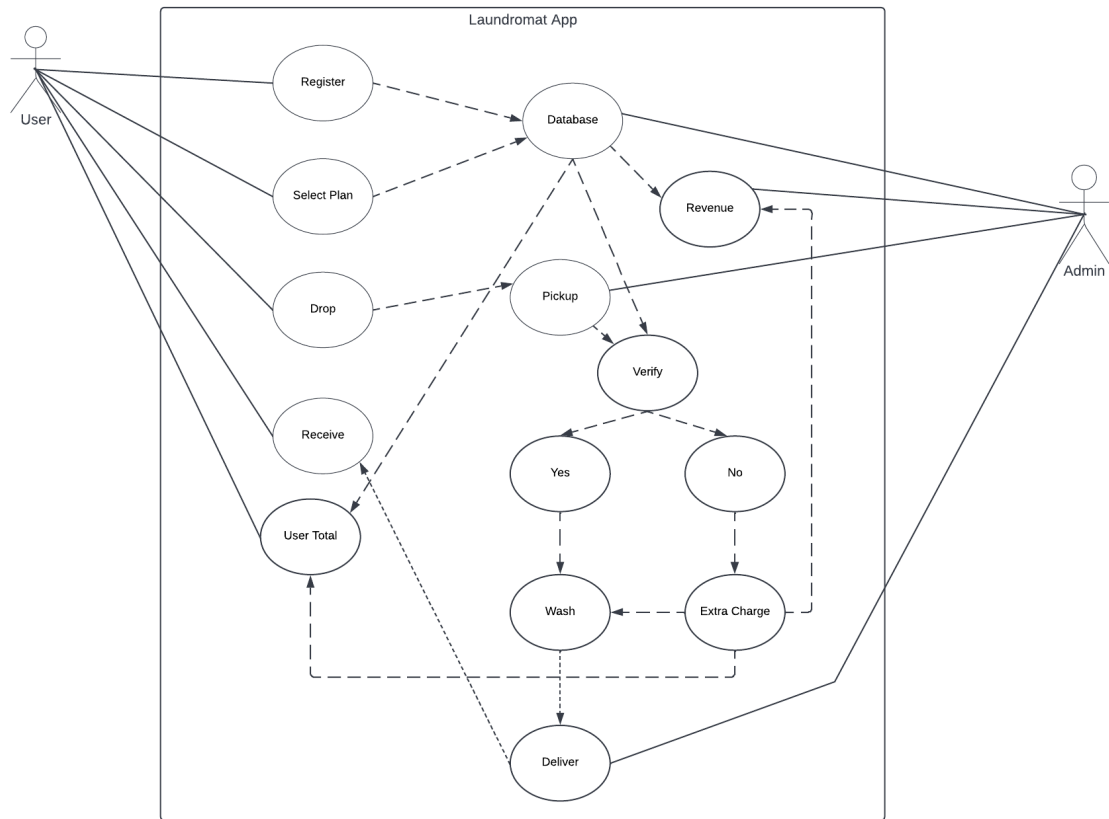 Laundromat App
Register
User
Database
Select Plan
Revenue
Admin
Drop
Pickup
Verify
Receive
Yes
No
User Total
Wash
Extra Charge
Deliver